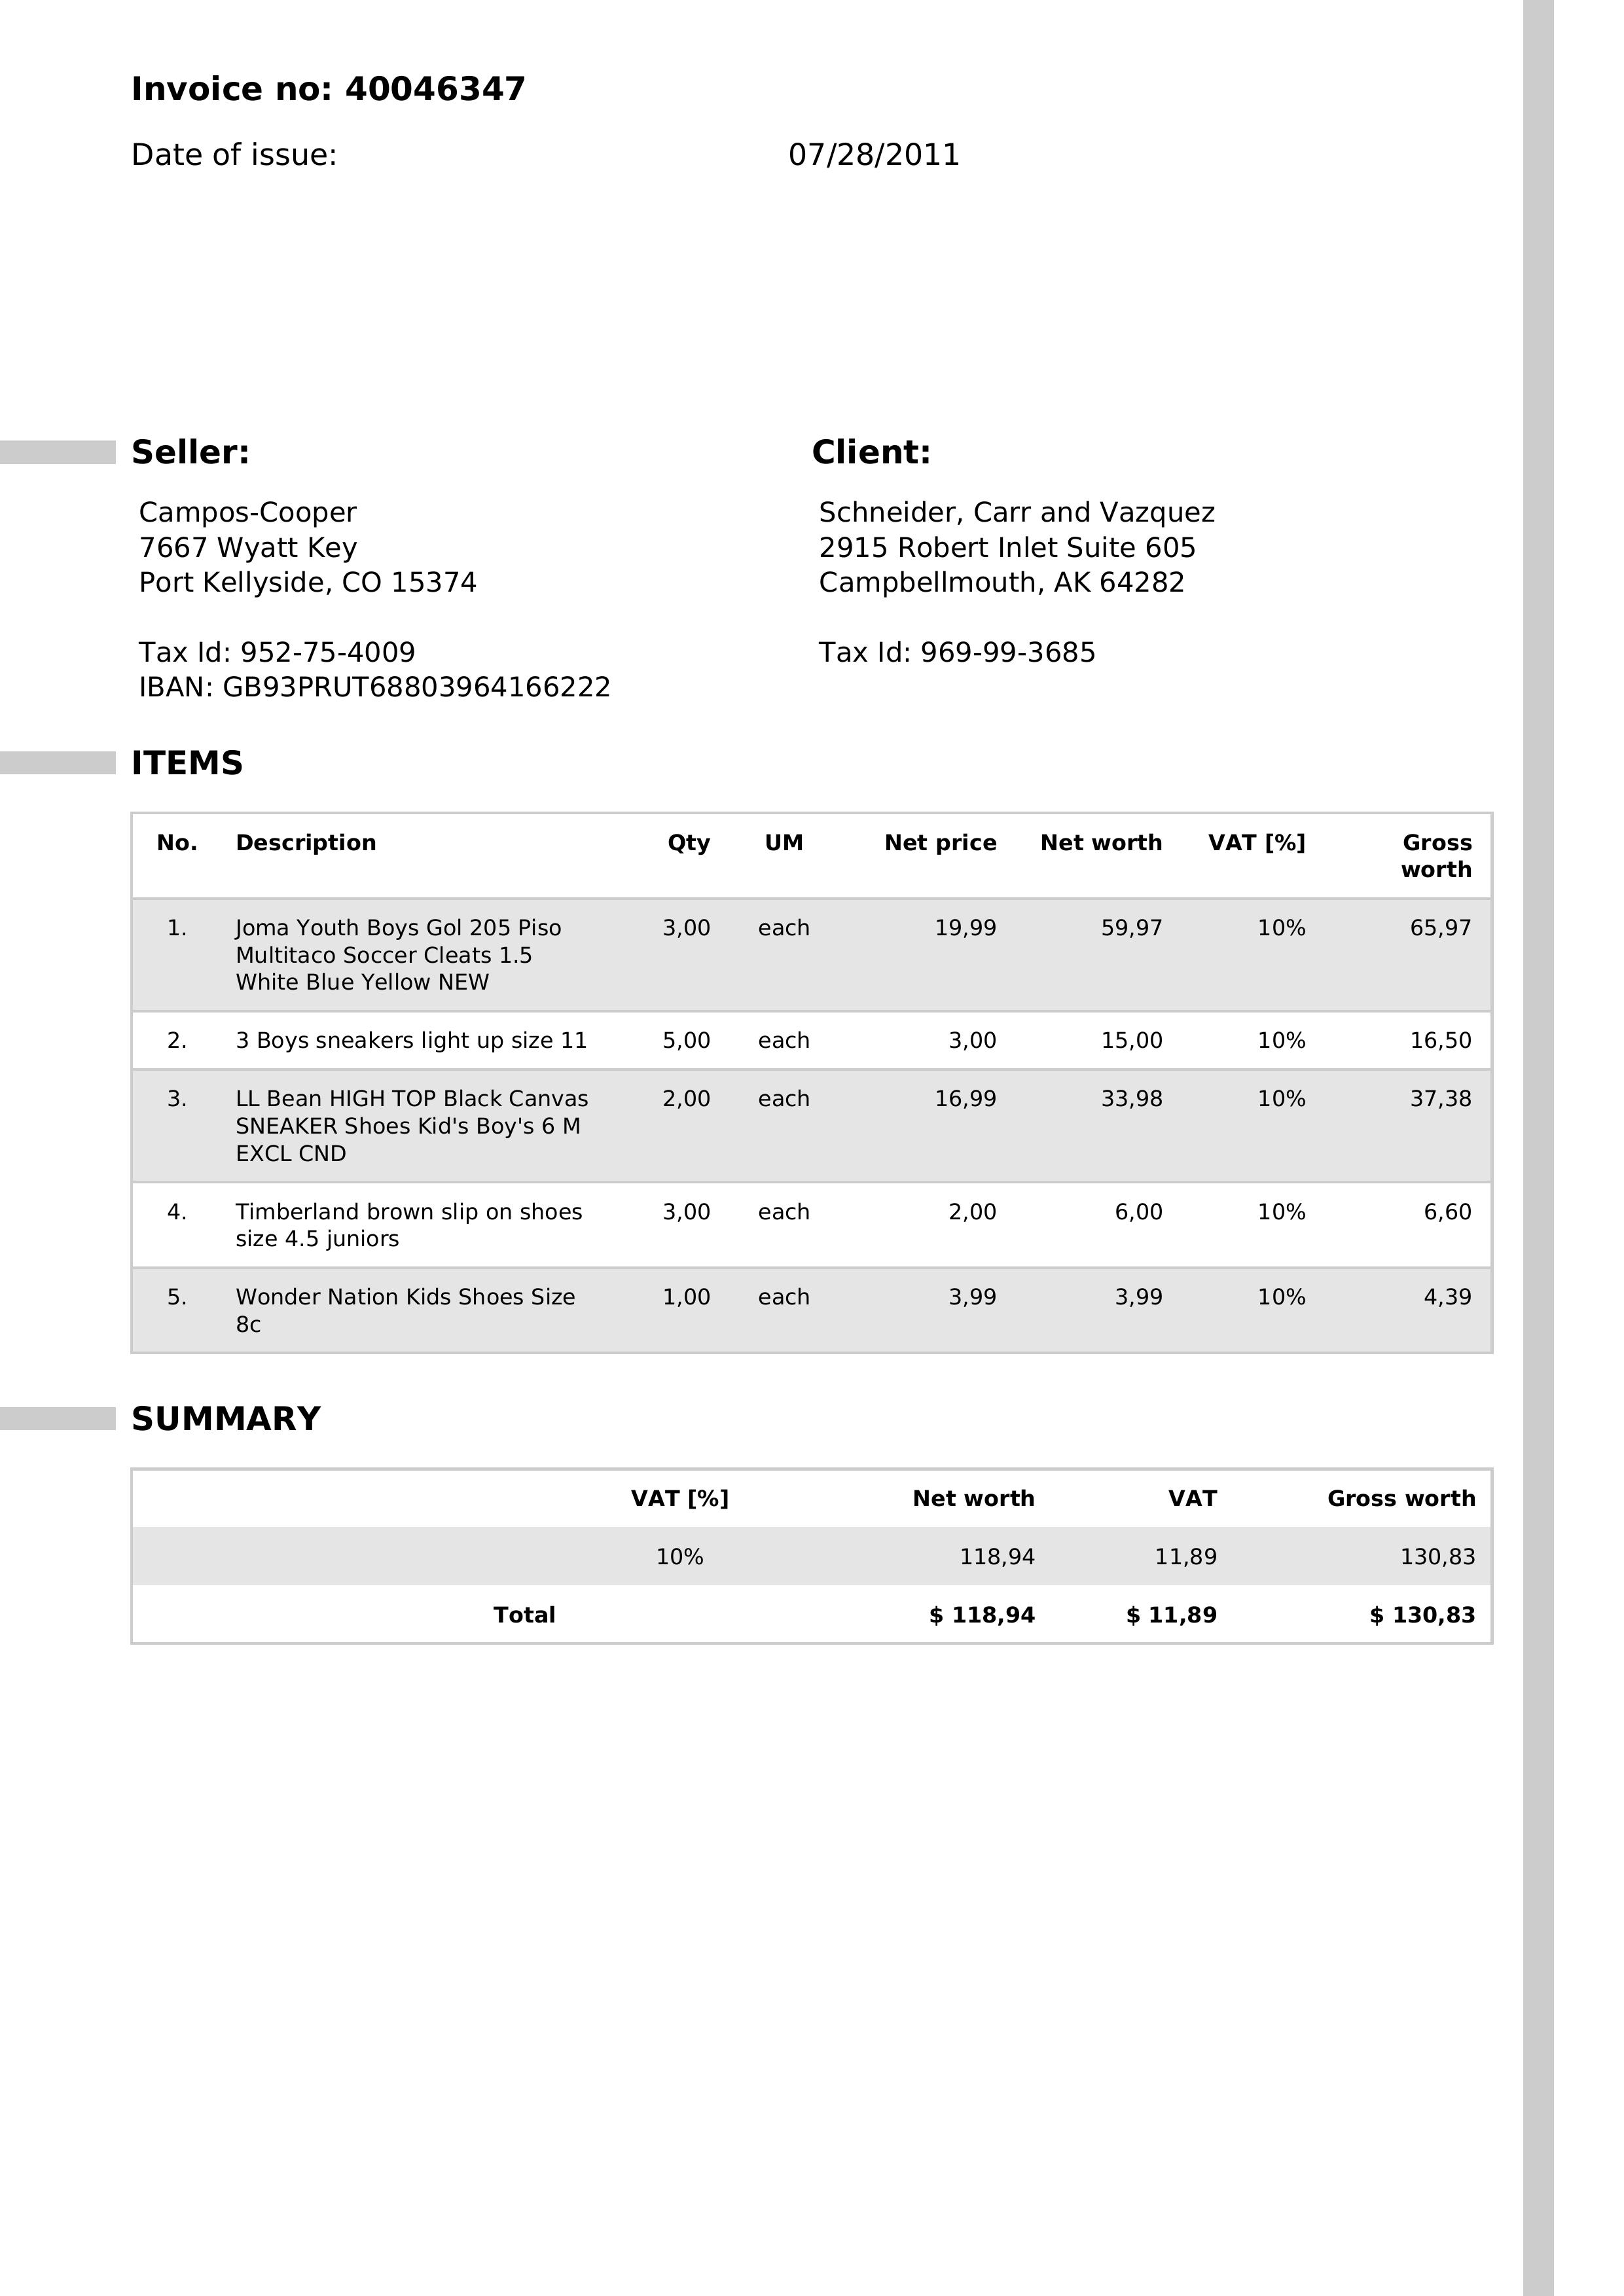 Invoice no: 40046347
Date of issue: 07/28/2011
Seller: Client:
Campos-Cooper Schneider, Carr and Vazquez
7667 Wyatt Key 2915 Robert Inlet Suite 605
Port Kellyside, CO 15374 Campbellmouth, AK 64282
Tax Id: 952-75-4009 Tax Id: 969-99-3685
IBAN: GB93PRUT68803964166222
ITEMS
No. Description Qty UM Net price Net worth VAT [%] Gross
worth
1. Joma Youth Boys Gol 205 Piso 3,00 each 19,99 59,97 10% 65,97
Multitaco Soccer Cleats 1.5
White Blue Yellow NEW
2. 3 Boys sneakers light up size 11 5,00 each 3,00 15,00 10% 16,50
3. LL Bean HIGH TOP Black Canvas 2,00 each 16,99 33,98 10% 37,38
SNEAKER Shoes Kid's Boy's 6 M
EXCL CND
4. Timberland brown slip on shoes 3,00 each 2,00 6,00 10% 6,60
size 4.5 juniors
5. Wonder Nation Kids Shoes Size 1,00 each 3,99 3,99 10% 4,39
8c
SUMMARY
VAT [%] Net worth VAT Gross worth
10% 118,94 11,89 130,83
Total $ 118,94 $ 11,89 $ 130,83